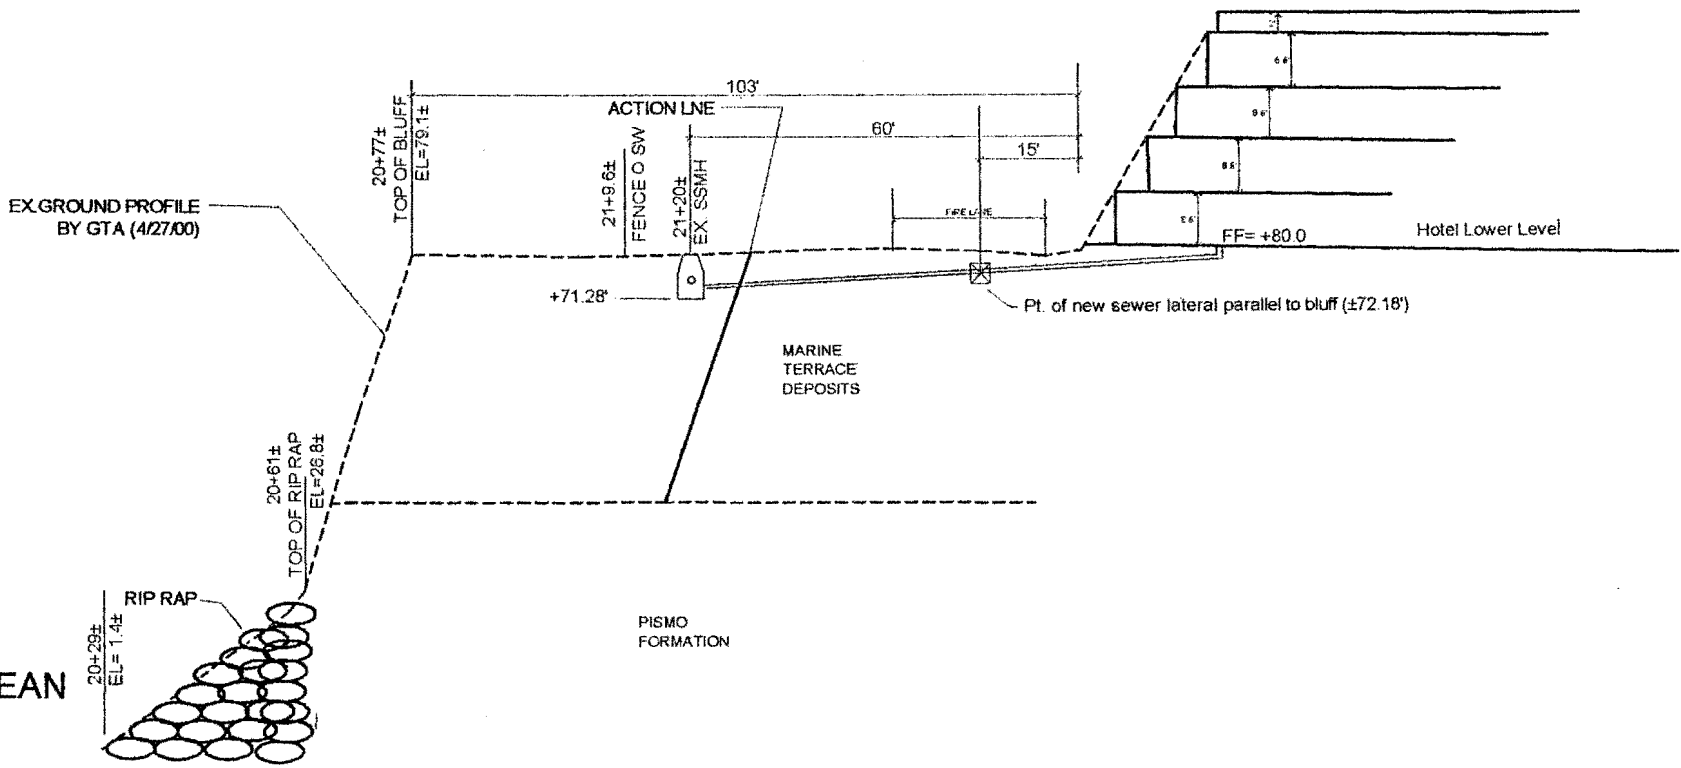 103'
ACTION LNE
60'
15'
20+77±
TOP OF BLUFF
EL=79.1±
21+9.6±
FENCE O SW
21+20±
EX. SSMH
EX.GROUND PROFILE
BY GTA (4/27/00)
FIRE LANE
FF= +80.0
Hotel Lower Level
+71.28'
Pt. of new sewer lateral parallel to bluff (±72.18')
MARINE
TERRACE
DEPOSITS
20+61±
TOP OF RIP RAP
EL=26.8±
RIP RAP
20+29±
EL= 1.4±
PISMO
FORMATION
EAN